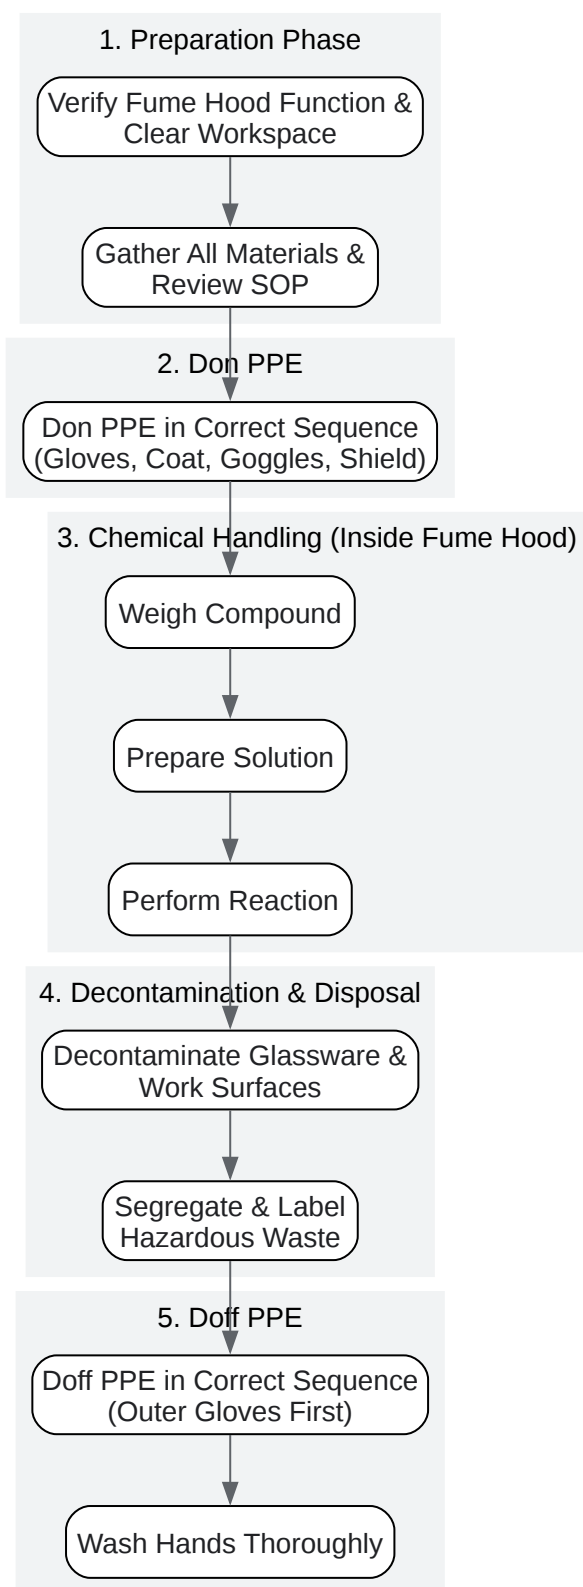 1. Preparation Phase
Verify Fume Hood Function &
Clear Workspace
Gather All Materials &
Review SOP
2. Don PPE
Don PPE in Correct Sequence
(Gloves, Coat, Goggles, Shield)
3. Chemical Handling (Inside Fume Hood)
Weigh Compound
Prepare Solution
Perform Reaction
4. Decontamination & Disposal
Decontaminate Glassware &
Work Surfaces
Segregate & Label
Hazardous Waste
5. Doff PPE
Doff PPE in Correct Sequence
(Outer Gloves First)
Wash Hands Thoroughly